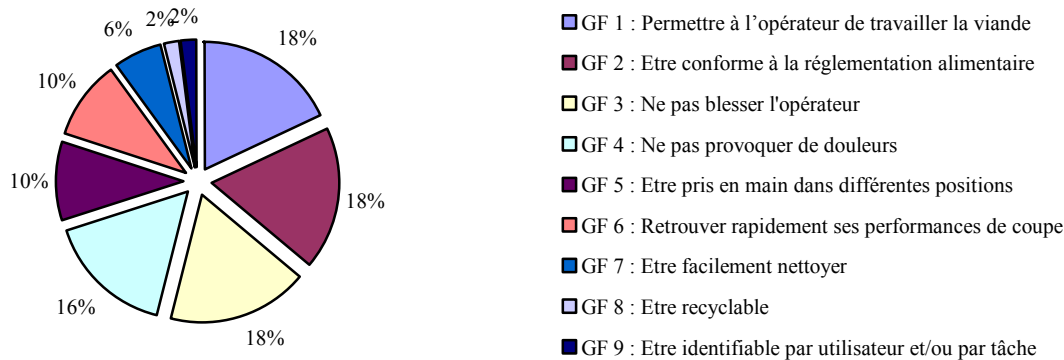 2%
2%
6%
18%
10%
10%
18%
16%
18%
GF 1 : Permettre à l’opérateur de travailler la viande
GF 2 : Etre conforme à la réglementation alimentaire
GF 3 : Ne pas blesser l'opérateur
GF 4 : Ne pas provoquer de douleurs
GF 5 : Etre pris en main dans différentes positions
GF 6 : Retrouver rapidement ses performances de coupe
GF 7 : Etre facilement nettoyer
GF 8 : Etre recyclable
GF 9 : Etre identifiable par utilisateur et/ou par tâche